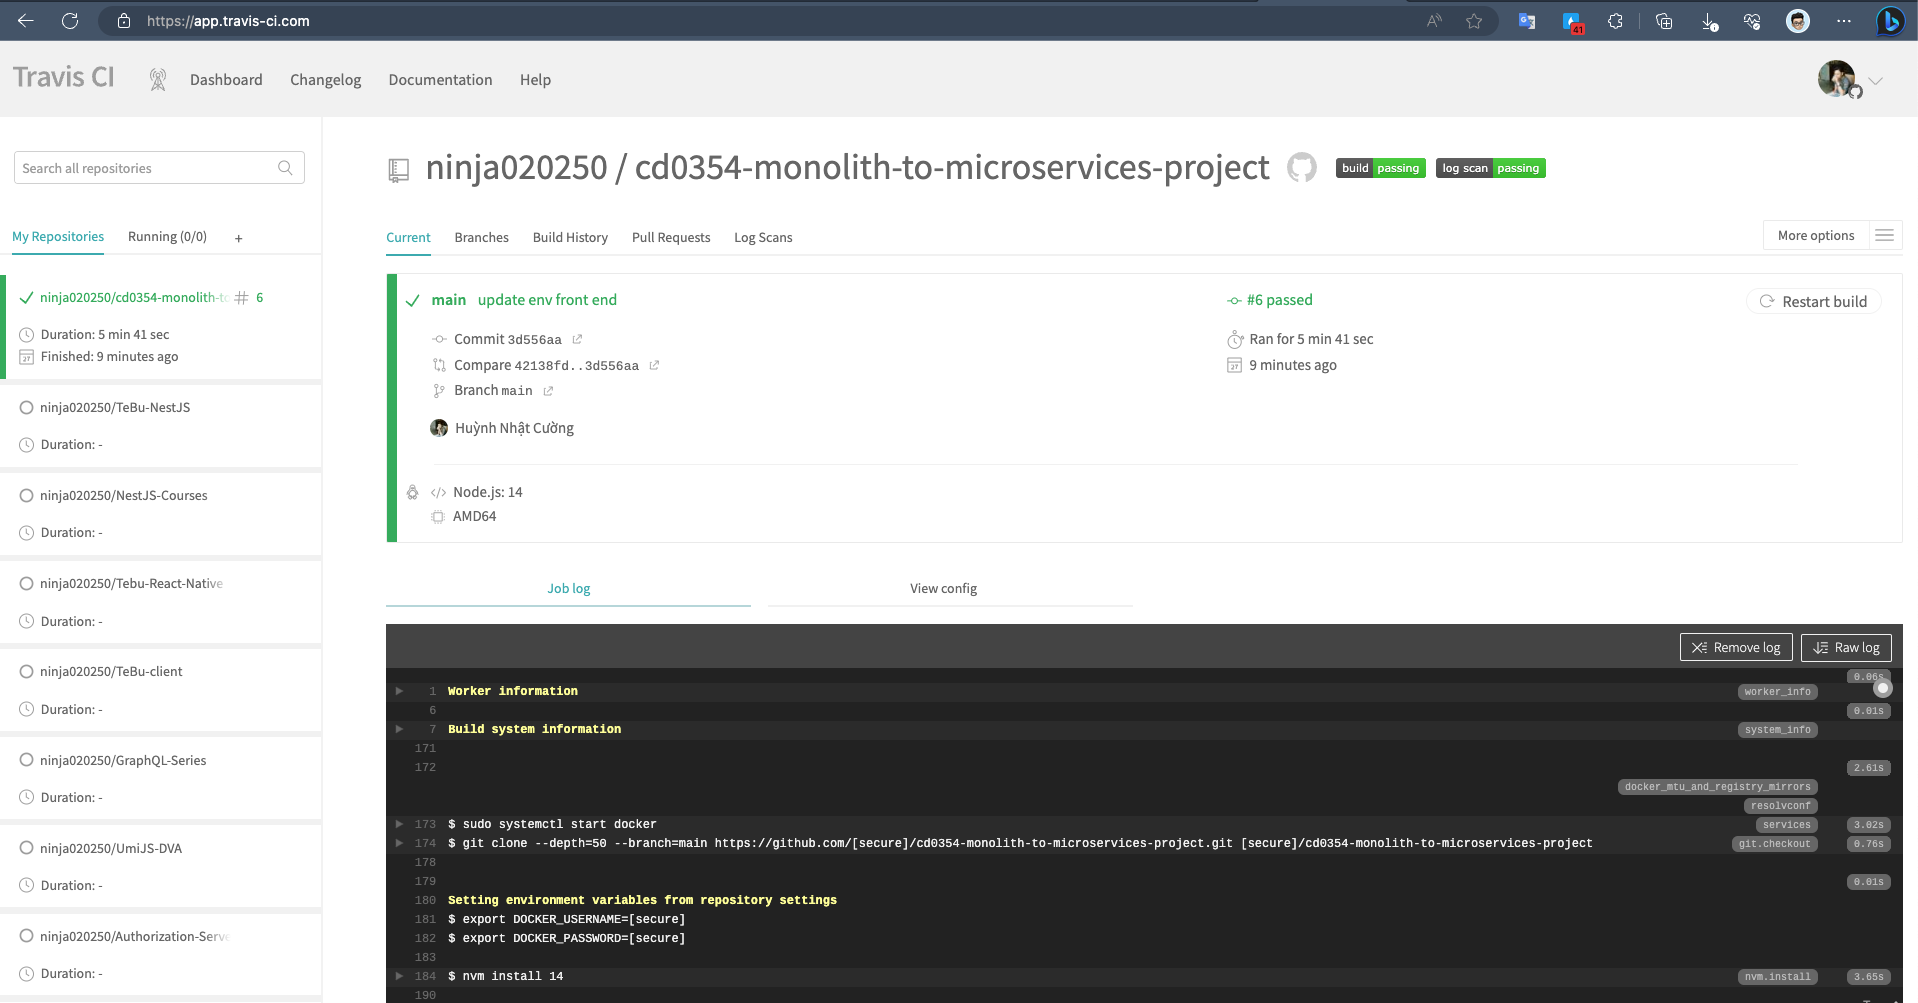 https://app.travis-ci.com
41
Travis CI
Dashboard
Changelog
Documentation
Help
Search all repositories
My Repositories
Running (0/0)
+
ninja020250/cd0354-monolith-to
# 6
Duration: 5 min 41 sec
Finished: 9 minutes ago
ninja020250/TeBu-NestJS
Duration: -
ninja020250/NestJS-Courses
Duration: -
ninja020250/Tebu-React-Native
Duration: -
ninja020250/TeBu-client
Duration: -
ninja020250/GraphQL-Series
Duration: -
ninja020250/UmiJS-DVA
Duration: -
ninja020250/Authorization-Serve
Duration: -
ninja020250 / cd0354-monolith-to-microservices-project
build passing
log scan passing
Current
Branches
Build History
Pull Requests
Log Scans
More options
main update env front end
#6 passed
Restart build
Commit 3d556aa
Ran for 5 min 41 sec
Compare 42138fd..3d556aa
9 minutes ago
Branch main
Huỳnh Nhật Cường
</> Node.js: 14
AMD64
Job log
View config
Remove log
Raw log
0.06s
1 Worker information worker_info
6 0.01s
7 Build system information system_info
171
172 2.61s
docker_mtu_and_registry_mirrors
resolvconf
173 $ sudo systemctl start docker services 3.02s
174 $ git clone --depth=50 --branch=main https://github.com/[secure]/cd0354-monolith-to-microservices-project.git [secure]/cd0354-monolith-to-microservices-project git.checkout 0.76s
178
179 0.01s
180 Setting environment variables from repository settings
181 $ export DOCKER_USERNAME=[secure]
182 $ export DOCKER_PASSWORD=[secure]
183
184 $ nvm install 14 nvm.install 3.65s
190